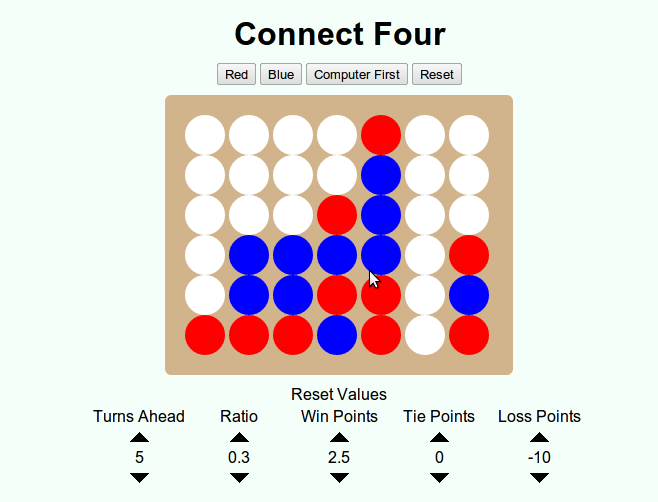 Connect Four
Red Blue Computer First Reset
Reset Values
Turns Ahead Ratio Win Points Tie Points Loss Points
5 0.3 2.5 0 -10